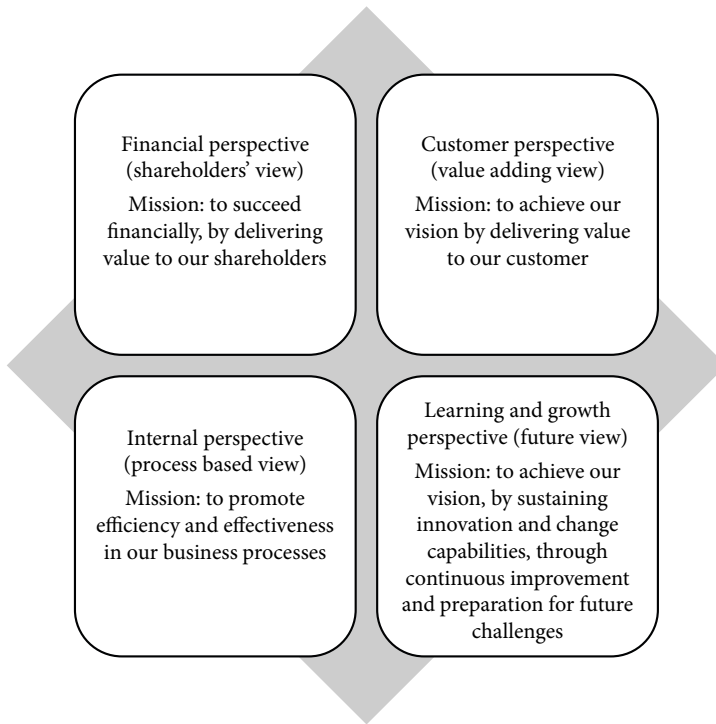 Financial perspective
(shareholders’ view)
Mission: to succeed
financially, by delivering
value to our shareholders
Customer perspective
(value adding view)
Mission: to achieve our
vision by delivering value
to our customer
Internal perspective
(process based view)
Mission: to promote
efficiency and effectiveness
in our business processes
Learning and growth
perspective (future view)
Mission: to achieve our
vision, by sustaining
innovation and change
capabilities, through
continuous improvement
and preparation for future
challenges